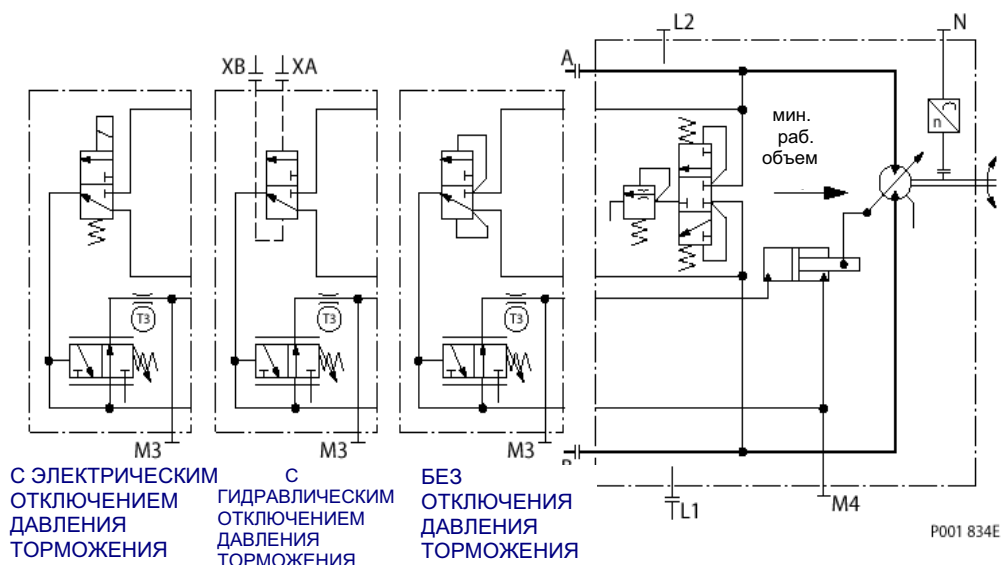 L2
N
A
XB XA
n
мин.
раб.
объем
T3
T3
T3
M3
M3
M3
M4
L1
С ЭЛЕКТРИЧЕСКИМ
ОТКЛЮЧЕНИЕМ
ДАВЛЕНИЯ
ТОРМОЖЕНИЯ
С
ГИДРАВЛИЧЕСКИМ
ОТКЛЮЧЕНИЕМ
ДАВЛЕНИЯ
ТОРМОЖЕНИЯ
БЕЗ
ОТКЛЮЧЕНИЯ
ДАВЛЕНИЯ
ТОРМОЖЕНИЯ
P001 834E